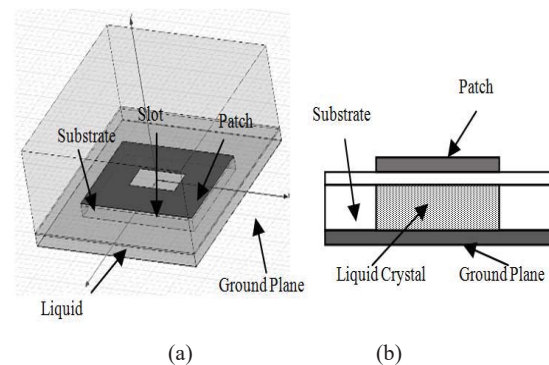 Slot
Substrate
Patch
Liquid
Ground Plane
(a)
Patch
Substrate
Liquid Crystal
Ground Plane
(b)